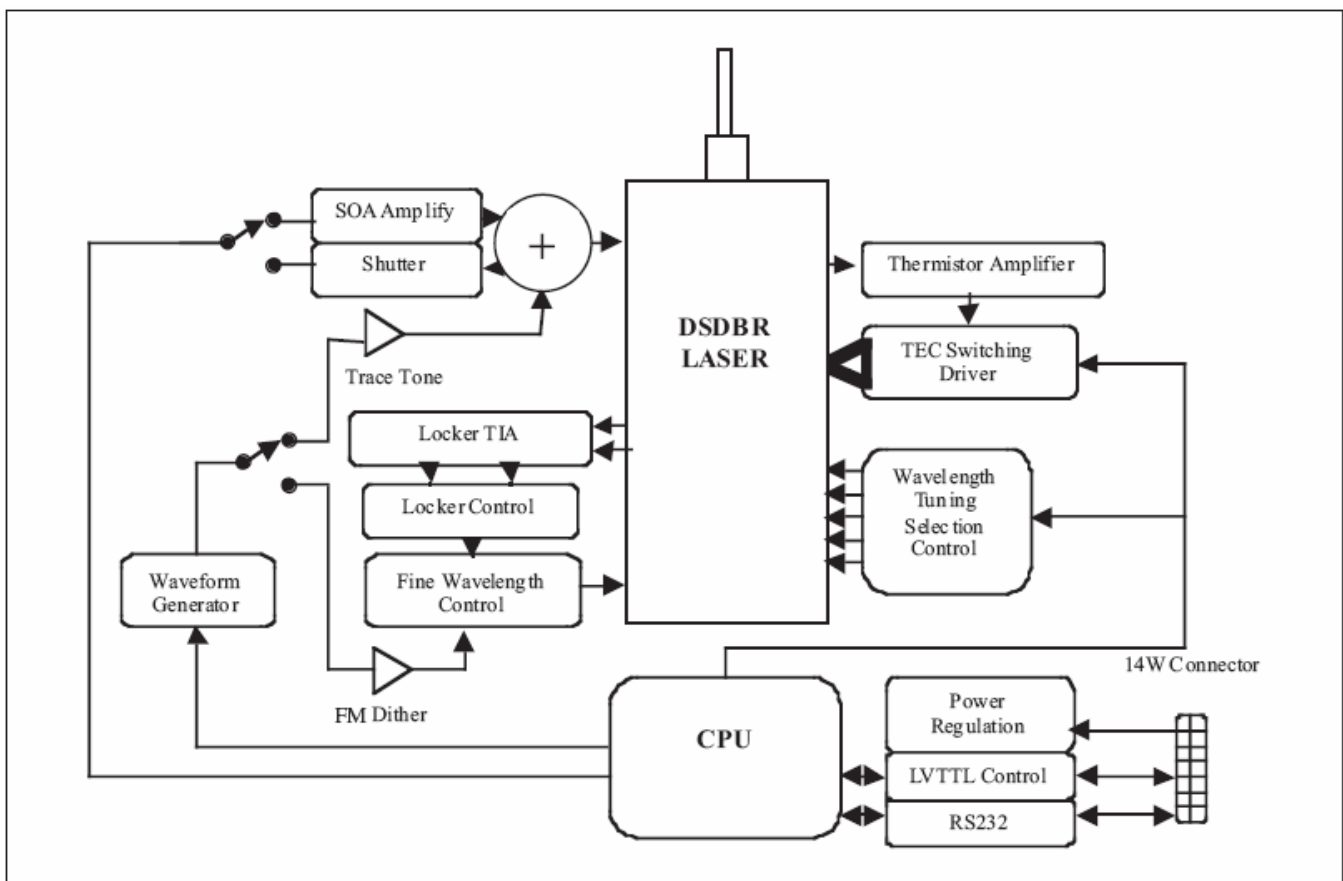 SOA Amplify
Shutter
+
Trace Tone
DSDBR
LASER
Thermistor Amplifier
TEC Switching
Driver
Locker TIA
Locker Control
Fine Wavelength
Control
Wavelength
Tuning
Selection
Control
Waveform
Generator
FM Dither
14W Connector
CPU
Power
Regulation
LVTTL Control
RS232